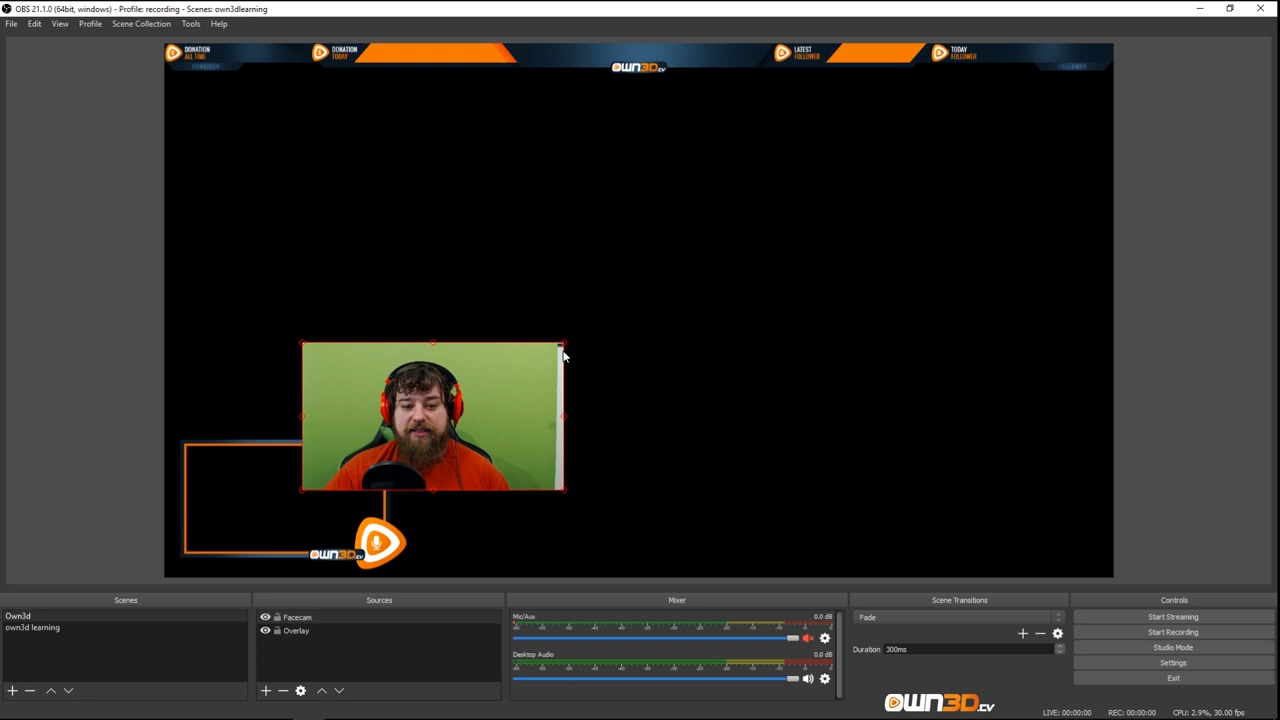 OBS 21.1.0 (64bit, windows) - Profile: recording - Scenes: own3dlearning
File Edit View Profile Scene Collection Tools Help
DONATION ALL TIME
DONATION
DONATION TODAY
OWN3D.TV
LATEST FOLLOWER
TODAY FOLLOWER
FOLLOWER
OWN3D.TV
Scenes
Own3d
own3d learning
Sources
Facecam
Overlay
Mixer
Mic/Aux 0.0 dB
Desktop Audio 0.0 dB
Scene Transitions
Fade
Duration 300ms
Controls
Start Streaming
Start Recording
Studio Mode
Settings
Exit
OWN3D.TV
LIVE: 00:00:00 REC: 00:00:00 CPU: 2.9%, 30.00 fps